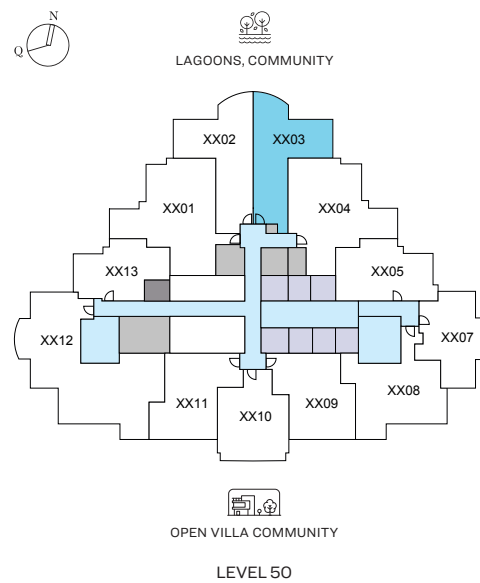 N
Q
LAGOONS, COMMUNITY
XX02
XX03
XX01
XX04
XX13
XX05
XX12
XX07
XX08
XX11
XX09
XX10
OPEN VILLA COMMUNITY
LEVEL 50